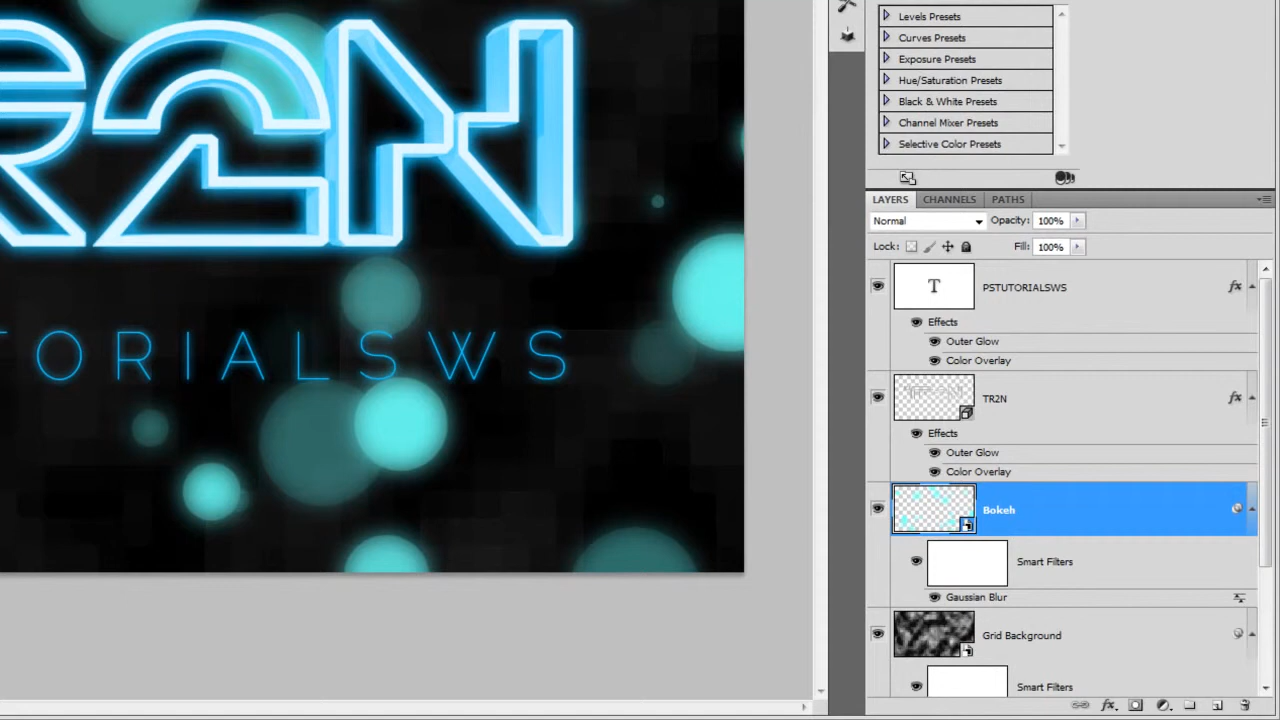 R2N
TORIALSWS
Levels Presets
Curves Presets
Exposure Presets
Hue/Saturation Presets
Black & White Presets
Channel Mixer Presets
Selective Color Presets
LAYERS CHANNELS PATHS
Normal Opacity: 100%
Lock: Fill: 100%
T PSTUTORIALSWS fx
Effects
Outer Glow
Color Overlay
TR2N fx
Effects
Outer Glow
Color Overlay
Bokeh
Smart Filters
Gaussian Blur
Grid Background
Smart Filters
fx